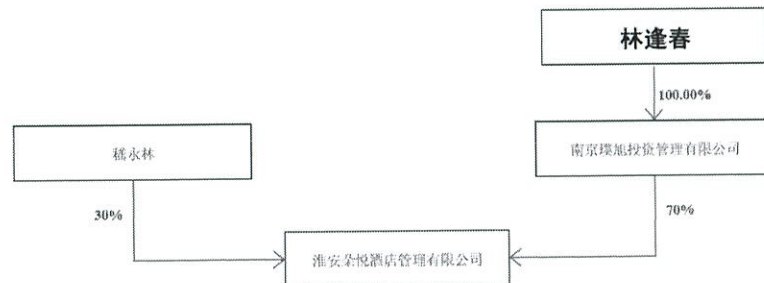 林逢春
100.00%
嵇永林
南京璞旭投资管理有限公司
30%
70%
淮安朵悦酒店管理有限公司